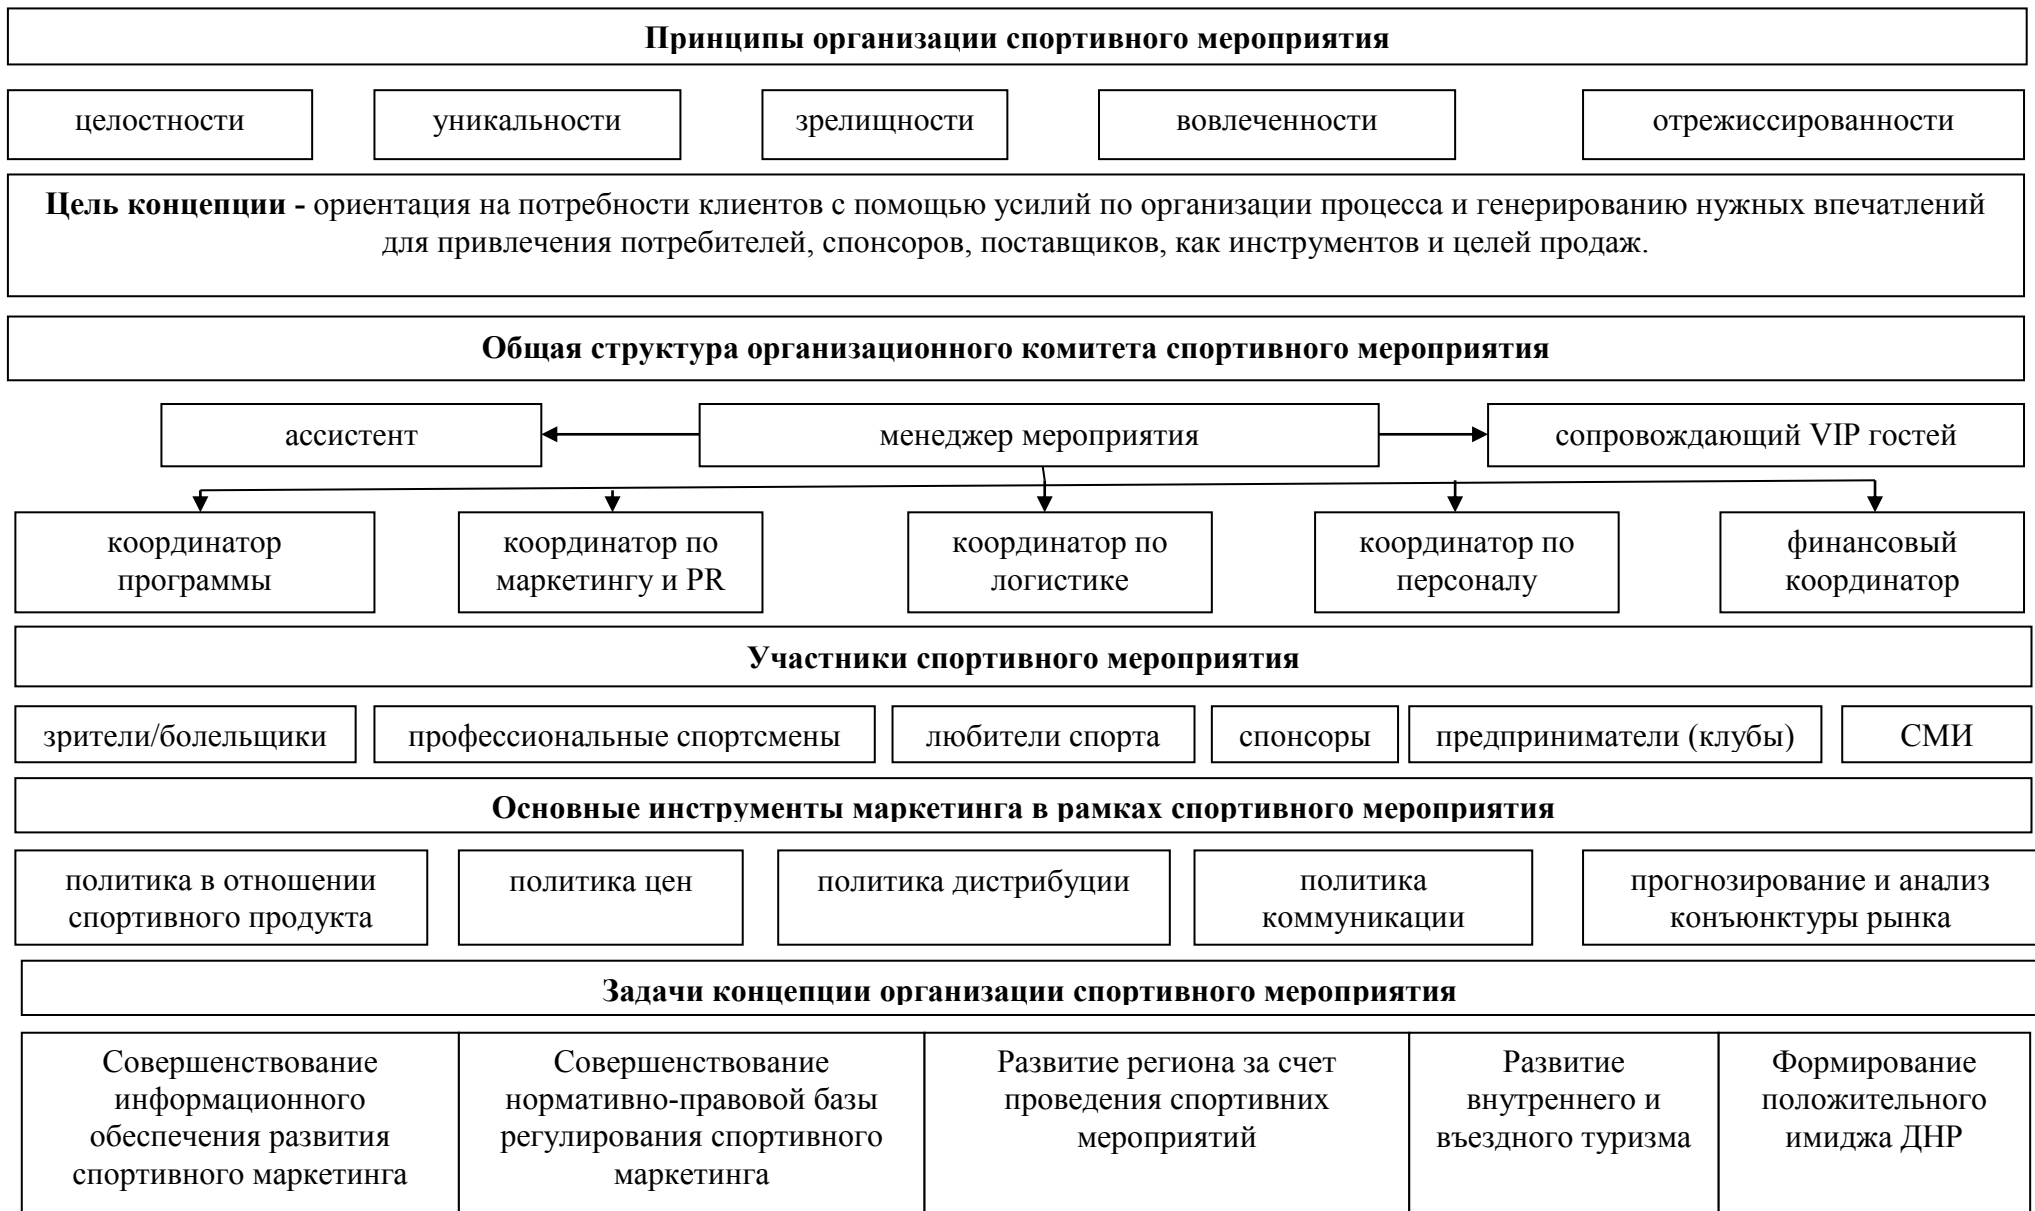 Принципы организации спортивного мероприятия
целостности
уникальности
зрелищности
вовлеченности
отрежиссированности
Цель концепции - ориентация на потребности клиентов с помощью усилий по организации процесса и генерированию нужных впечатлений
для привлечения потребителей, спонсоров, поставщиков, как инструментов и целей продаж.
Общая структура организационного комитета спортивного мероприятия
ассистент
менеджер мероприятия
сопровождающий VIP гостей
координатор
программы
координатор по
маркетингу и PR
координатор по
логистике
координатор по
персоналу
финансовый
координатор
Участники спортивного мероприятия
зрители/болельщики
профессиональные спортсмены
любители спорта
спонсоры
предприниматели (клубы)
СМИ
Основные инструменты маркетинга в рамках спортивного мероприятия
политика в отношении
спортивного продукта
политика цен
политика дистрибуции
политика
коммуникации
прогнозирование и анализ
конъюнктуры рынка
Задачи концепции организации спортивного мероприятия
Совершенствование
информационного
обеспечения развития
спортивного маркетинга
Совершенствование
нормативно-правовой базы
регулирования спортивного
маркетинга
Развитие региона за счет
проведения спортивних
мероприятий
Развитие
внутреннего и
въездного туризма
Формирование
положительного
имиджа ДНР